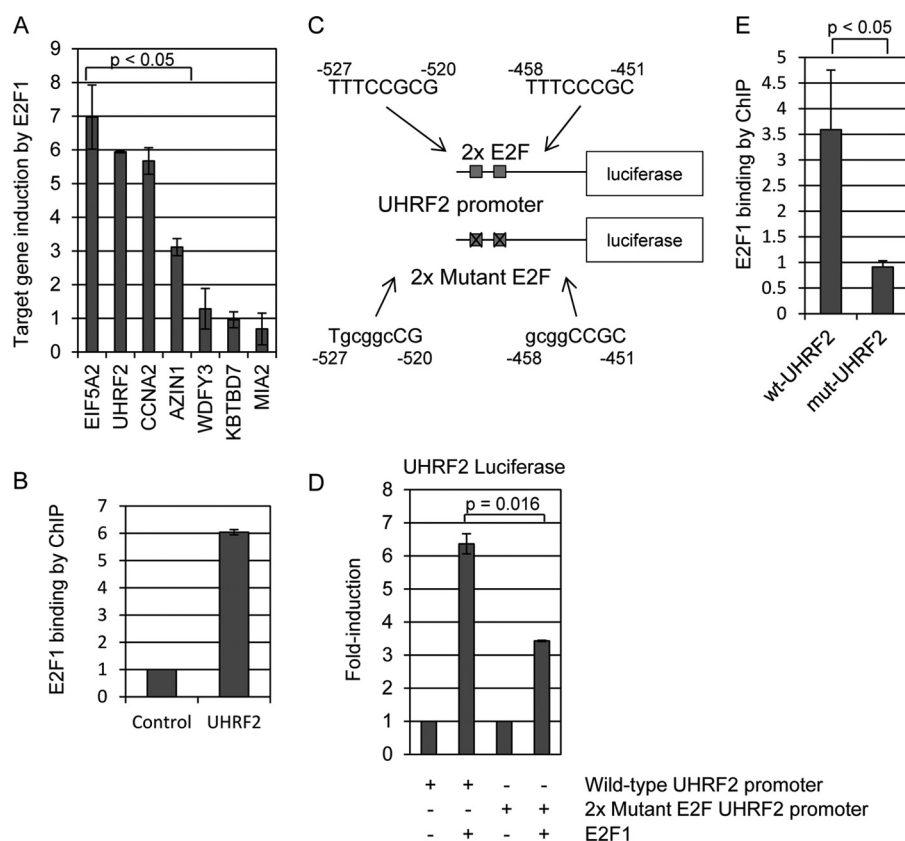 A
p < 0.05
Target gene induction by E2F1
9
8
7
6
5
4
3
2
1
0
EIF5A2
UHRF2
CCNA2
AZIN1
WDFY3
KBTBD7
MIA2
B
E2F1 binding by ChIP
7
6
5
4
3
2
1
0
Control
UHRF2
C
-527
-520
TTTCCGCG
-458
-451
TTTCCCGC
2x E2F
luciferase
UHRF2 promoter
luciferase
2x Mutant E2F
TgcggcCG
-527
-520
gcggCCGC
-458
-451
D
UHRF2 Luciferase
p = 0.016
Fold-induction
8
7
6
5
4
3
2
1
0
+ + - - Wild-type UHRF2 promoter
- - + + 2x Mutant E2F UHRF2 promoter
- + - + E2F1
E
p < 0.05
E2F1 binding by ChIP
5
4.5
4
3.5
3
2.5
2
1.5
1
0.5
0
wt-UHRF2
mut-UHRF2